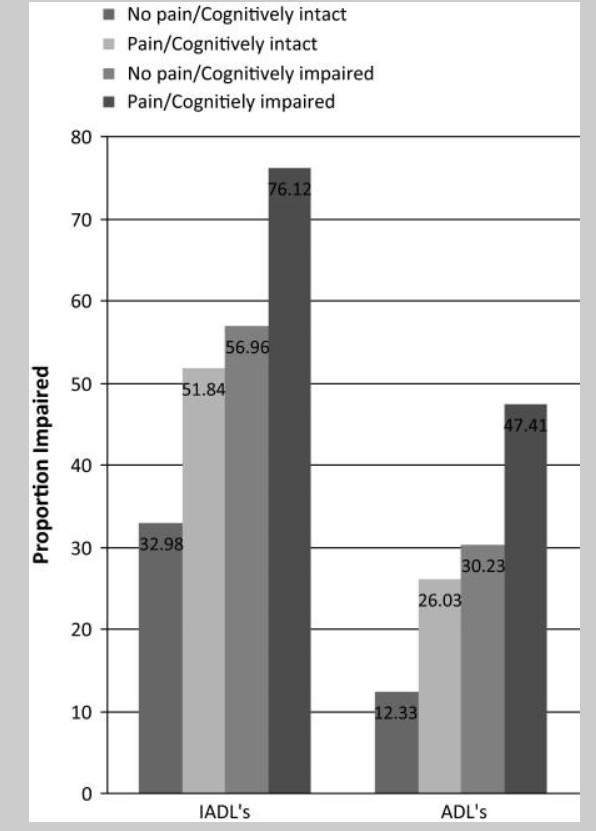 No pain/Cognitively intact
Pain/Cognitively intact
No pain/Cognitively impaired
Pain/Cognitiely impaired
Proportion Impaired
80
70
60
50
40
30
20
10
0
32.98
51.84
56.96
76.12
12.33
26.03
30.23
47.41
IADL's
ADL's